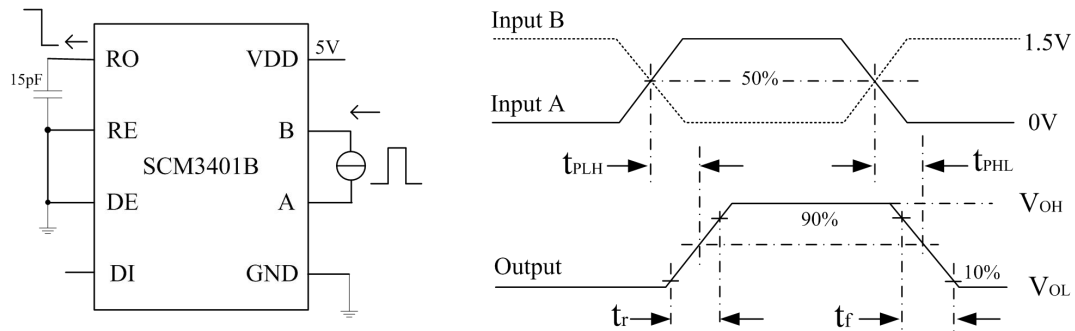 RO
VDD
5V
15pF
RE
B
SCM3401B
DE
A
DI
GND
Input B
1.5V
50%
Input A
0V
tPLH
tPHL
VOH
90%
Output
10%
VOL
tr
tf